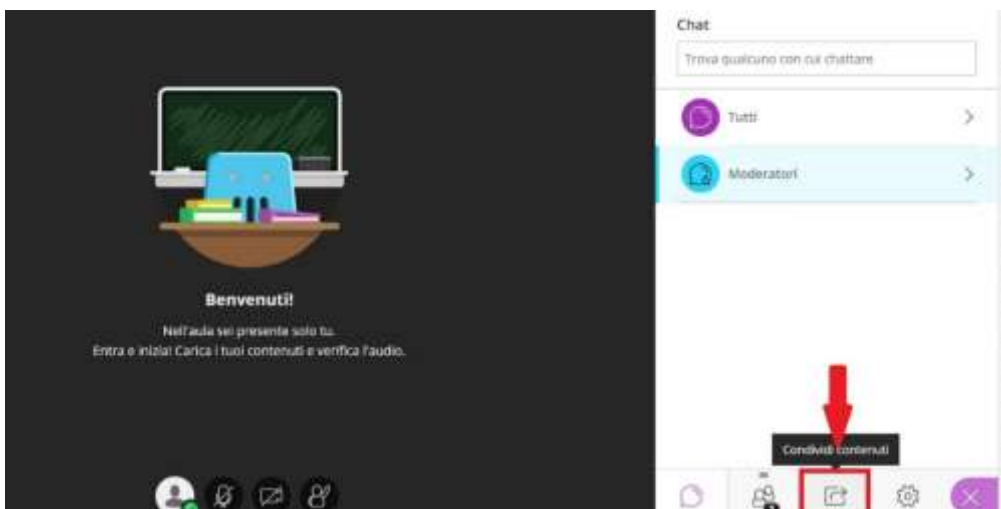 Chat
Trova qualcuno con cui chattare
Tutti
Moderatori
Benvenuti!
Nell'aula sei presente solo tu.
Entra e inizia! Carica i tuoi contenuti e verifica l'audio.
Condividi contenuti